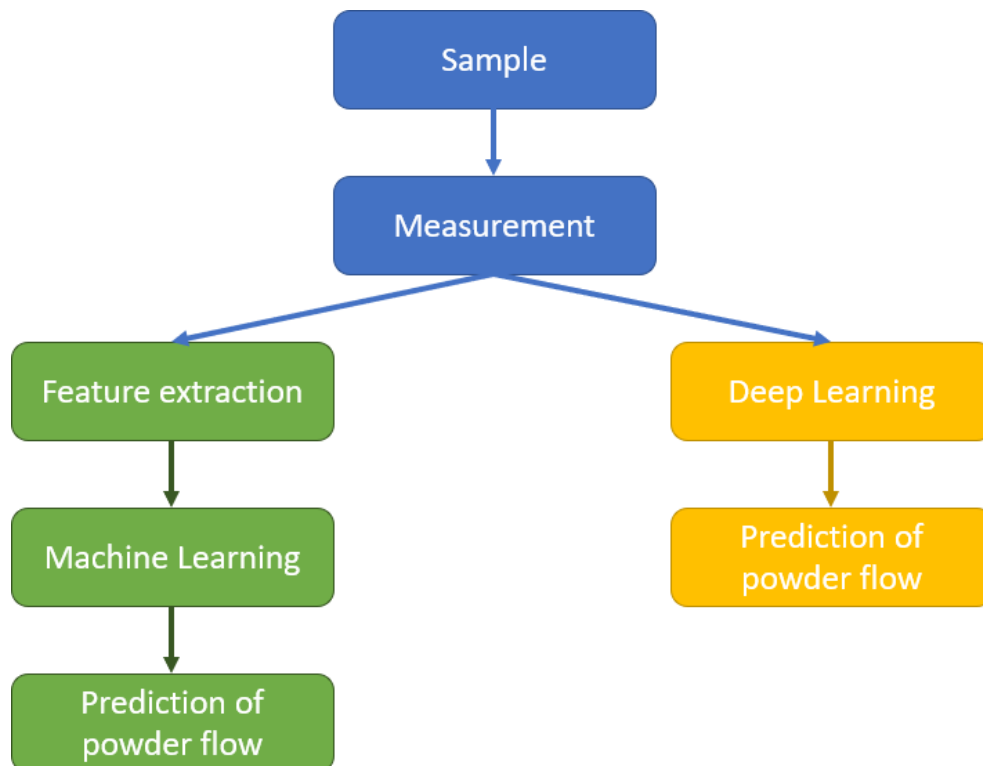 Sample
Measurement
Feature extraction
Deep Learning
Machine Learning
Prediction of
powder flow
Prediction of
powder flow